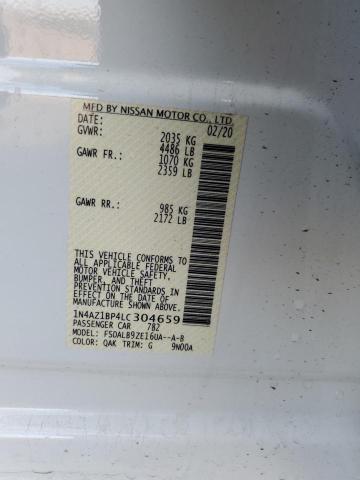 MFD BY NISSAN MOTOR CO., LTD.
DATE: 02/20
GVWR: 2035 KG
4486 LB
GAWR FR.: 1070 KG
2359 LB
GAWR RR.: 985 KG
2172 LB
THIS VEHICLE CONFORMS TO
ALL APPLICABLE FEDERAL
MOTOR VEHICLE SAFETY,
BUMPER, AND THEFT
PREVENTION STANDARDS
IN EFFECT ON THE DATE OF
MANUFACTURE SHOWN ABOVE.
1N4AZ1BP4LC304659
PASSENGER CAR 782
MODEL: FSDALB9ZE16UA--A-B
COLOR: QAK TRIM: G 9N00A